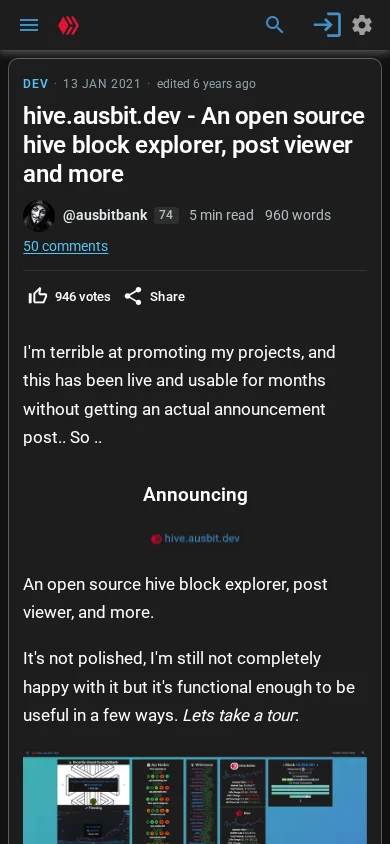 DEV · 13 JAN 2021 · edited 6 years ago
hive.ausbit.dev - An open source
hive block explorer, post viewer
and more
@ausbitbank 74 5 min read 960 words
50 comments
946 votes Share
I'm terrible at promoting my projects, and
this has been live and usable for months
without getting an actual announcement
post.. So ..
Announcing
hive.ausbit.dev
An open source hive block explorer, post
viewer, and more.
It's not polished, I'm still not completely
happy with it but it's functional enough to be
useful in a few ways. Lets take a tour: